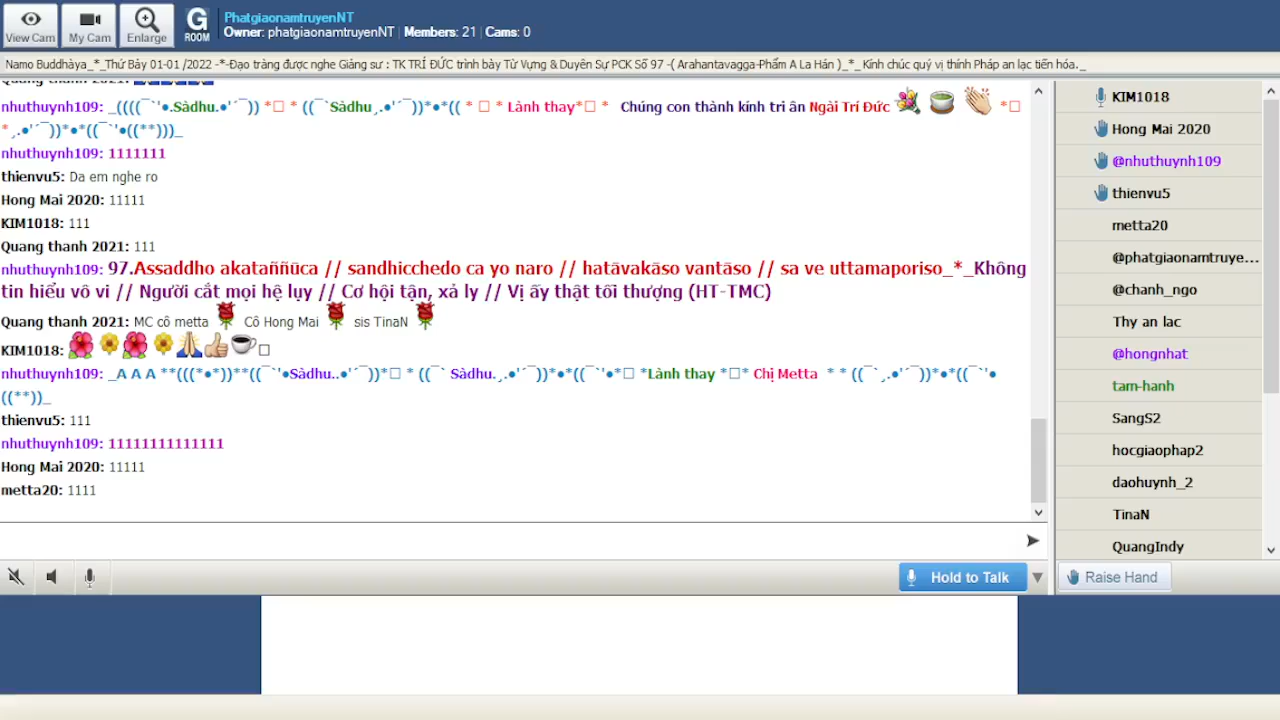 View Cam
My Cam
Enlarge
G
ROOM
PhatgiaonamtruyenNT
Owner: phatgiaonamtruyenNT | Members: 21 | Cams: 0
Namo Buddhàya_*_Thứ Bảy 01-01 /2022 -*-Đạo tràng được nghe Giảng sư : TK TRÍ ĐỨC trình bày Từ Vựng & Duyên Sự PCK Số 97 -( Arahantavagga-Phẩm A La Hán )_*_ Kính chúc quý vị thính Pháp an lạc tiến hóa._
Quang thanh 2021:
nhuthuynh109: _((((¯`'•.Sàdhu.•'´¯)) *□ * ((¯`Sàdhu¸.•'´¯))*•*(( * □ * Lành thay*□ * Chúng con thành kính tri ân Ngài Trí Đức *□
*¸.•'´¯))*•*((¯`'•((**)))_
nhuthuynh109: 1111111
thienvu5: Da em nghe ro
Hong Mai 2020: 11111
KIM1018: 111
Quang thanh 2021: 111
nhuthuynh109: 97.Assaddho akataññūca // sandhicchedo ca yo naro // hatāvakāso vantāso // sa ve uttamaporiso_*_Không
tin hiểu vô vi // Người cắt mọi hệ lụy // Cơ hội tận, xả ly // Vị ấy thật tối thượng (HT-TMC)
Quang thanh 2021: MC cô metta Cô Hong Mai sis TinaN
KIM1018: □
nhuthuynh109: _A A A **(((*•*))**((¯`'•Sàdhu..•'´¯))*□ * ((¯` Sàdhu.¸.•'´¯))*•*((¯`'•*□ *Lành thay *□* Chị Metta * * ((¯`¸.•'´¯))*•*((¯`'•
((**))_
thienvu5: 111
nhuthuynh109: 11111111111111
Hong Mai 2020: 11111
metta20: 1111
Hold to Talk
KIM1018
Hong Mai 2020
@nhuthuynh109
thienvu5
metta20
@phatgiaonamtruye...
@chanh_ngo
Thy an lac
@hongnhat
tam-hanh
SangS2
hocgiaophap2
daohuynh_2
TinaN
QuangIndy
Raise Hand